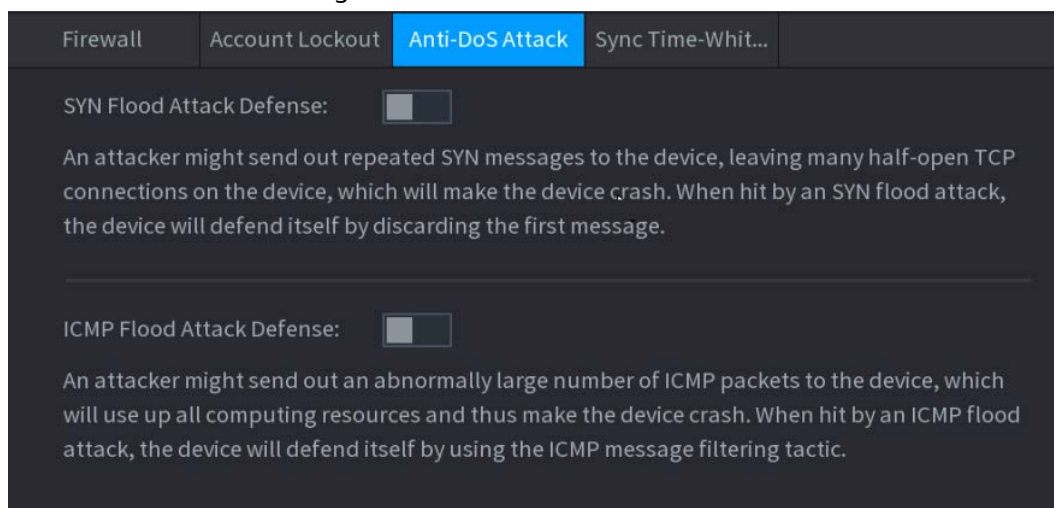 Firewall Account Lockout Anti-DoS Attack Sync Time-Whit...
SYN Flood Attack Defense:
An attacker might send out repeated SYN messages to the device, leaving many half-open TCP
connections on the device, which will make the device crash. When hit by an SYN flood attack,
the device will defend itself by discarding the first message.
ICMP Flood Attack Defense:
An attacker might send out an abnormally large number of ICMP packets to the device, which
will use up all computing resources and thus make the device crash. When hit by an ICMP flood
attack, the device will defend itself by using the ICMP message filtering tactic.